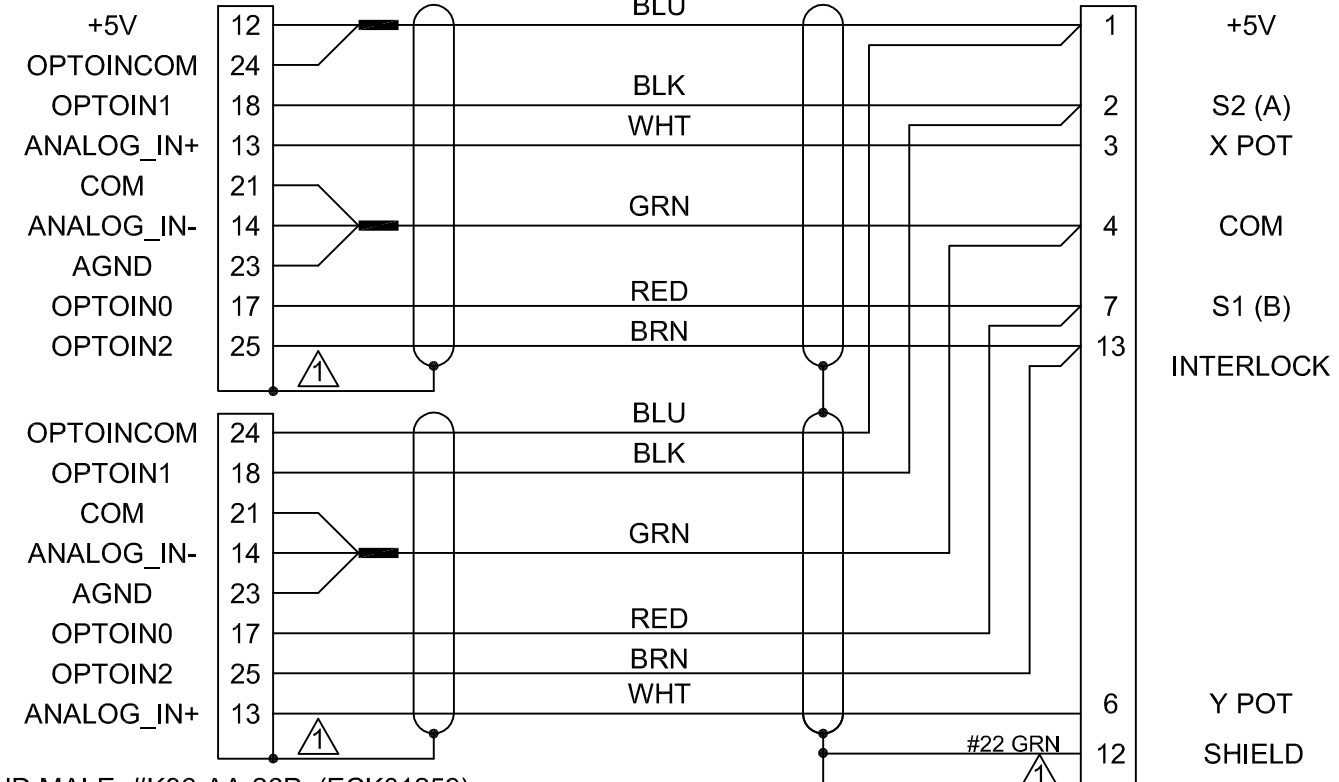 BLU
+5V 12 1 +5V
OPTOINCOM 24
BLK
OPTOIN1 18 2 S2 (A)
WHT
ANALOG_IN+ 13 3 X POT
COM 21
GRN
ANALOG_IN- 14 4 COM
AGND 23
RED
OPTOIN0 17 7 S1 (B)
BRN
OPTOIN2 25 13
1 INTERLOCK
BLU
OPTOINCOM 24
BLK
OPTOIN1 18
COM 21
GRN
ANALOG_IN- 14
AGND 23
RED
OPTOIN0 17
BRN
OPTOIN2 25
WHT
ANALOG_IN+ 13 6 Y POT
1 #22 GRN
12 SHIELD
1